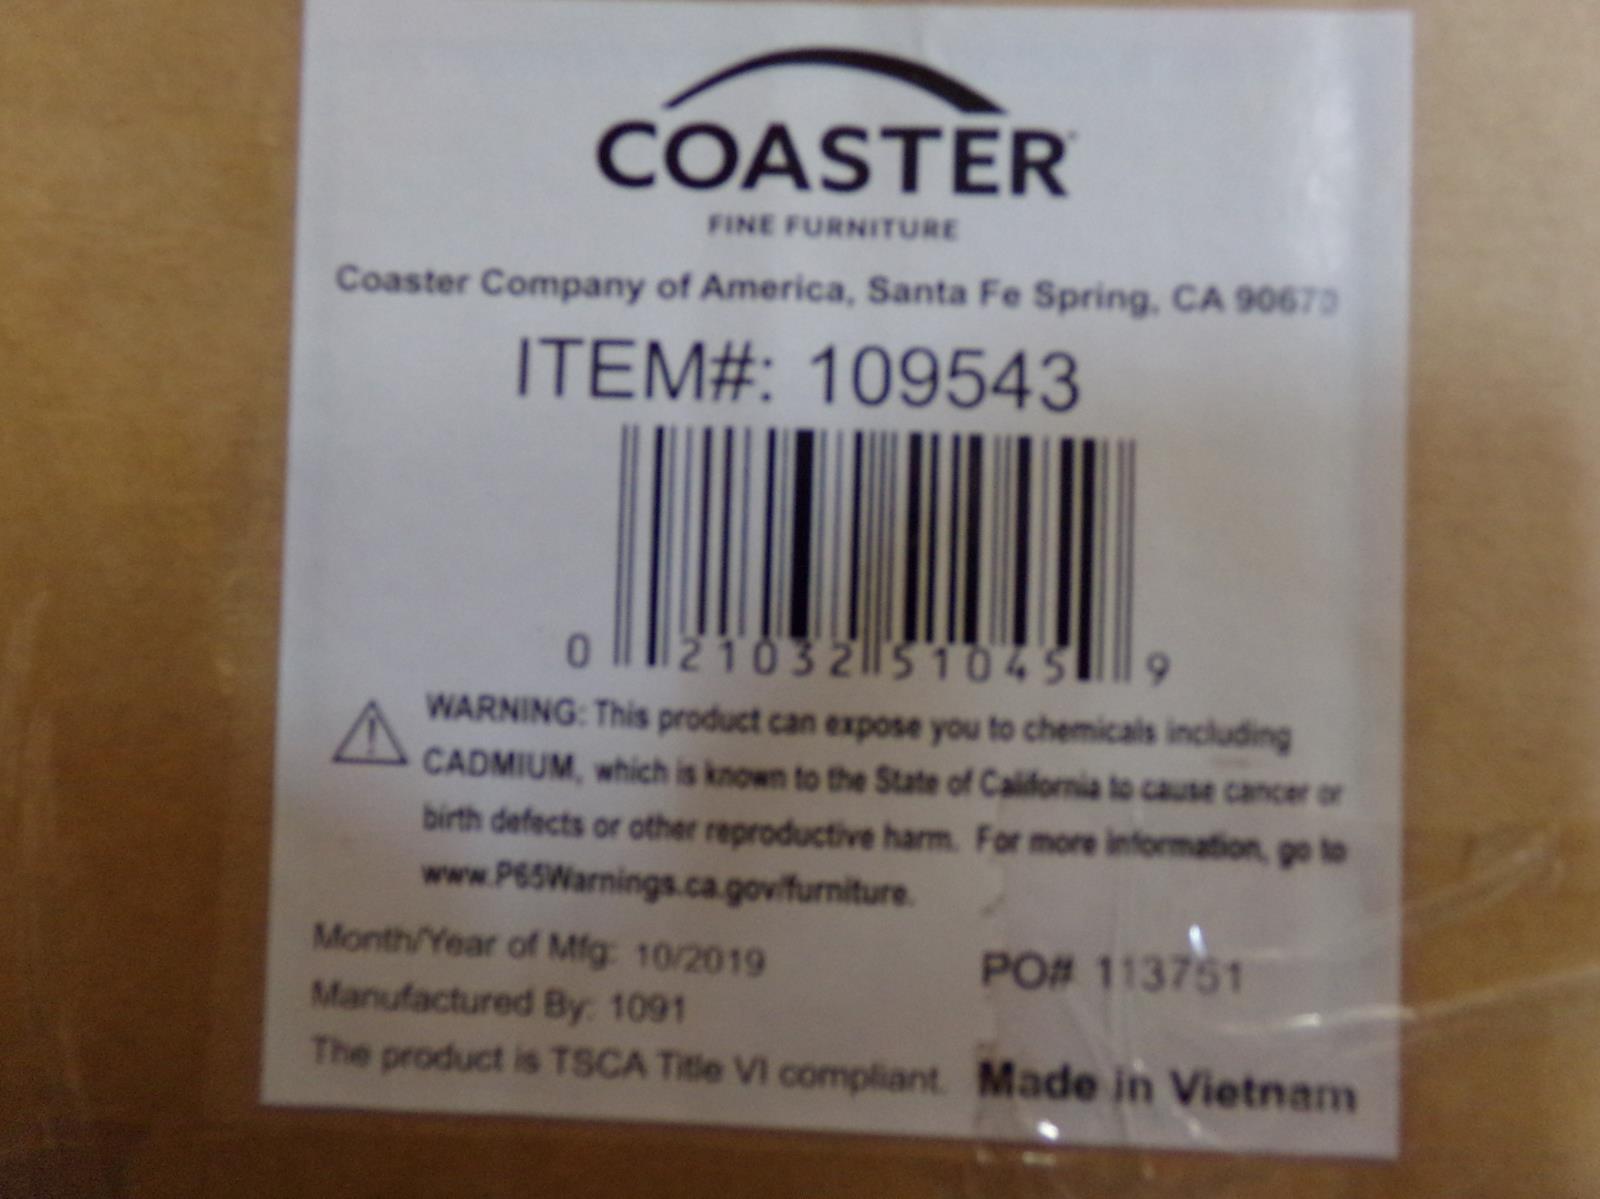 COASTER
FINE FURNITURE
Coaster Company of America, Santa Fe Spring, CA 90670
ITEM#: 109543
0 21032 51045 9
WARNING: This product can expose you to chemicals including
CADMIUM, which is known to the State of California to cause cancer or
birth defects or other reproductive harm. For more information, go to
www.P65Warnings.ca.gov/furniture.
Month/Year of Mfg: 10/2019
PO# 113751
Manufactured By: 1091
The product is TSCA Title VI compliant.
Made in Vietnam